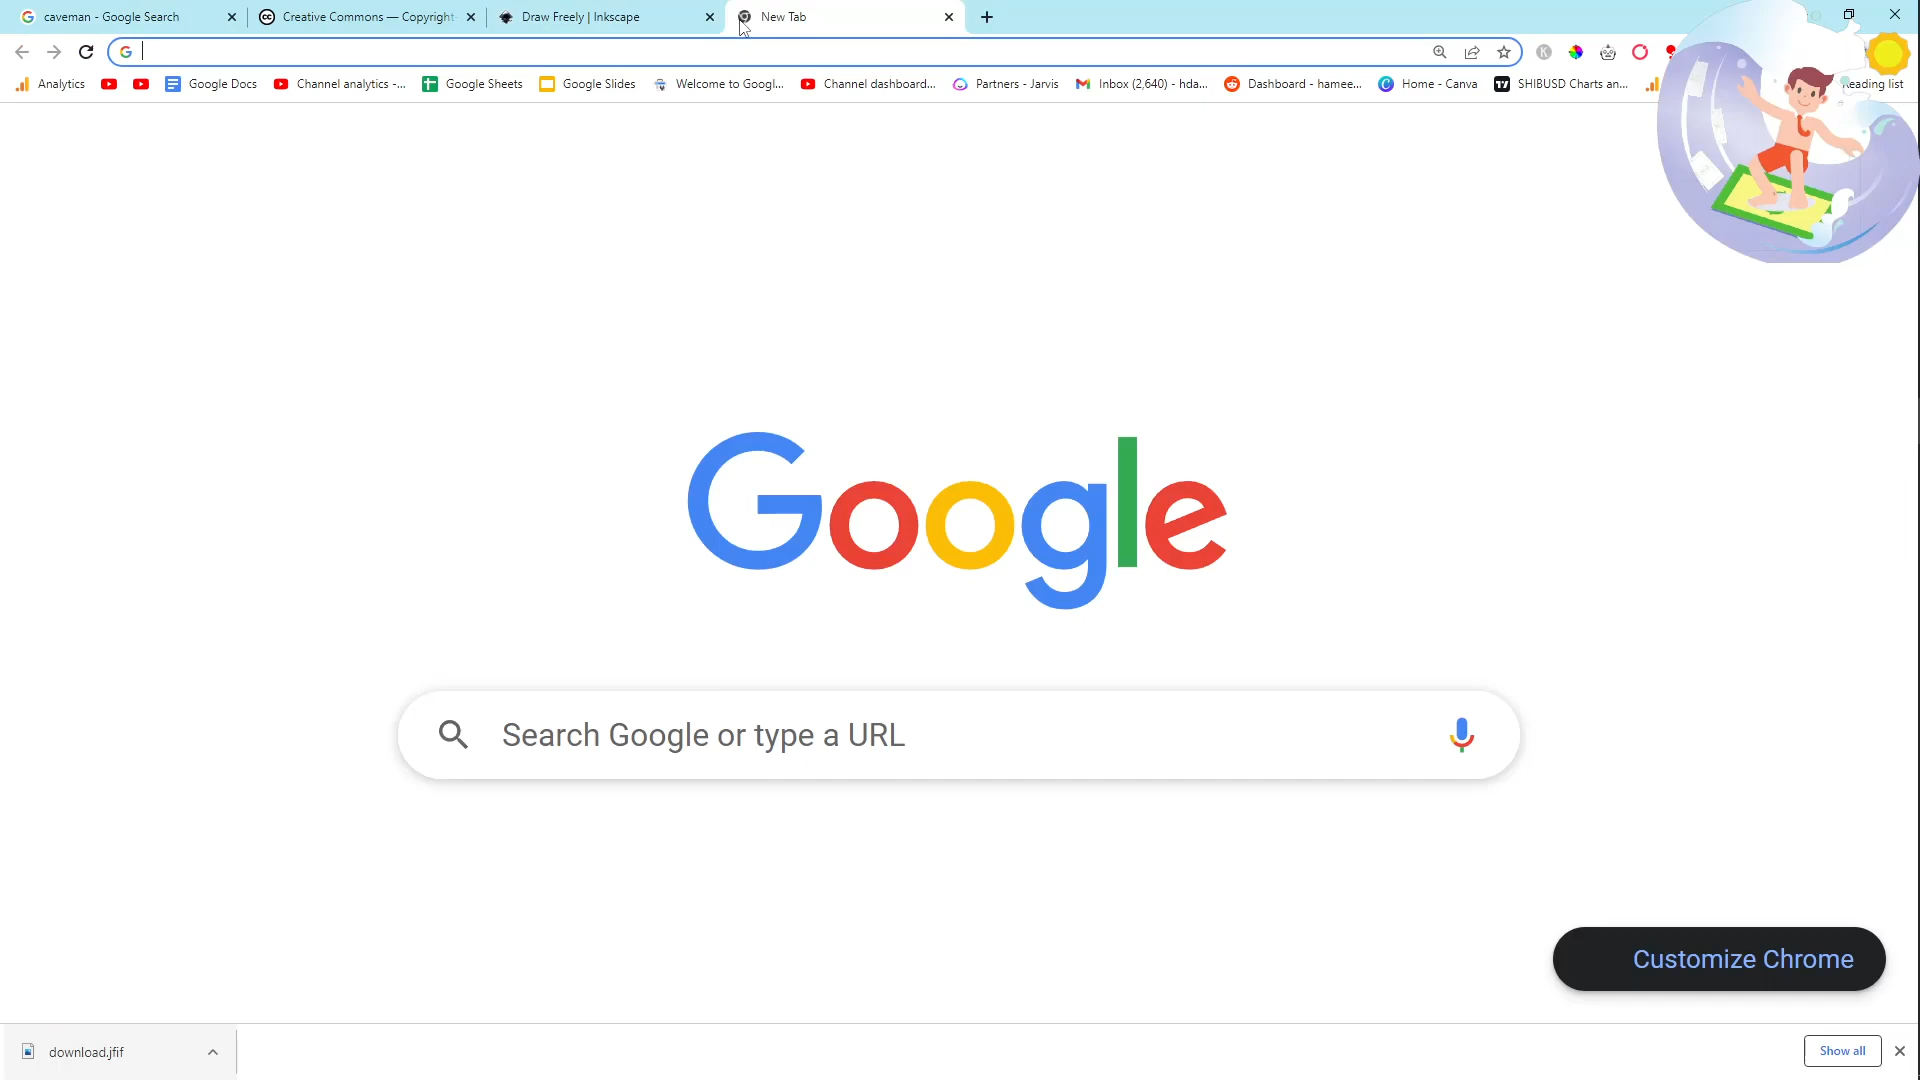 caveman - Google Search
Creative Commons — Copyright
Draw Freely | Inkscape
New Tab
Analytics
Google Docs
Channel analytics -...
Google Sheets
Google Slides
Welcome to Googl...
Channel dashboard...
Partners - Jarvis
Inbox (2,640) - hda...
Dashboard - hamee...
Home - Canva
SHIBUSD Charts an...
Reading list
Google
Search Google or type a URL
Customize Chrome
download.jfif
Show all